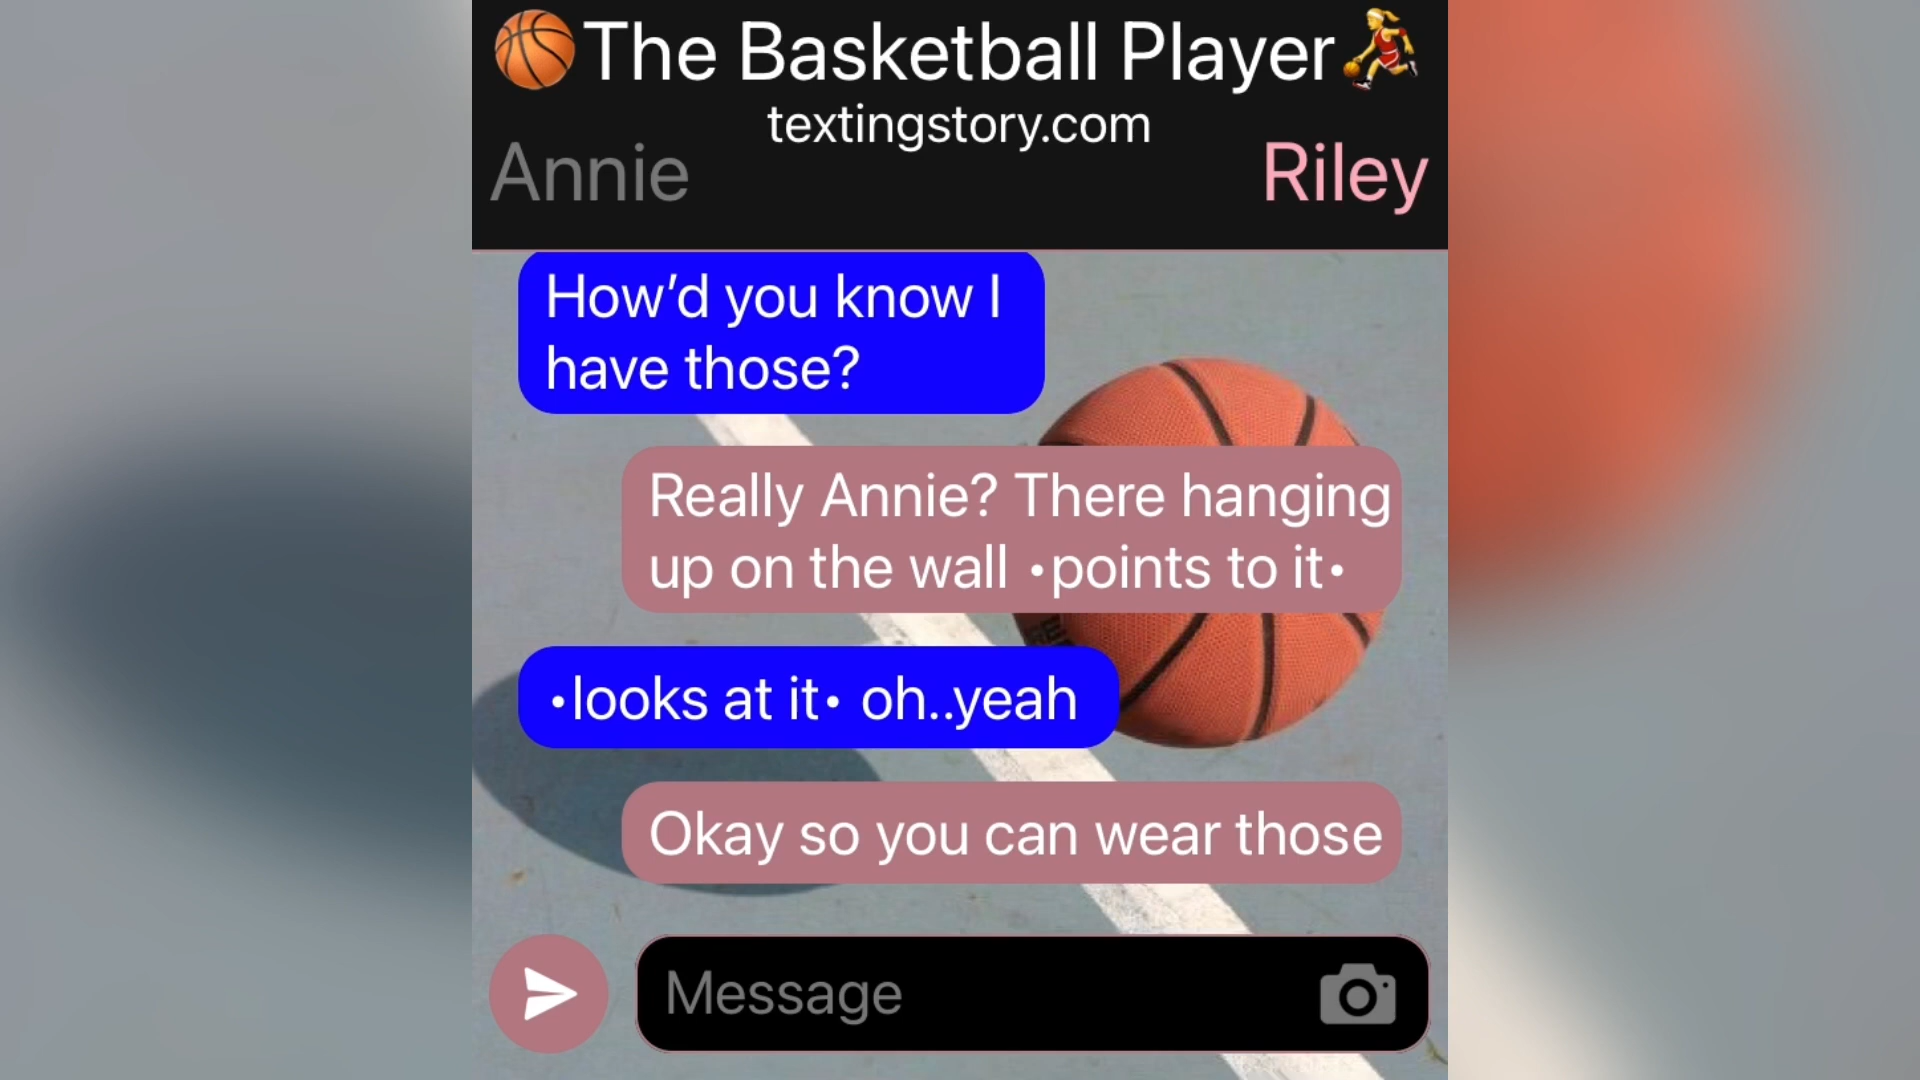 🏀The Basketball Player⛹️‍♀️
textingstory.com
Annie
Riley
How’d you know I
have those?
Really Annie? There hanging
up on the wall •points to it•
•looks at it• oh..yeah
Okay so you can wear those
Message